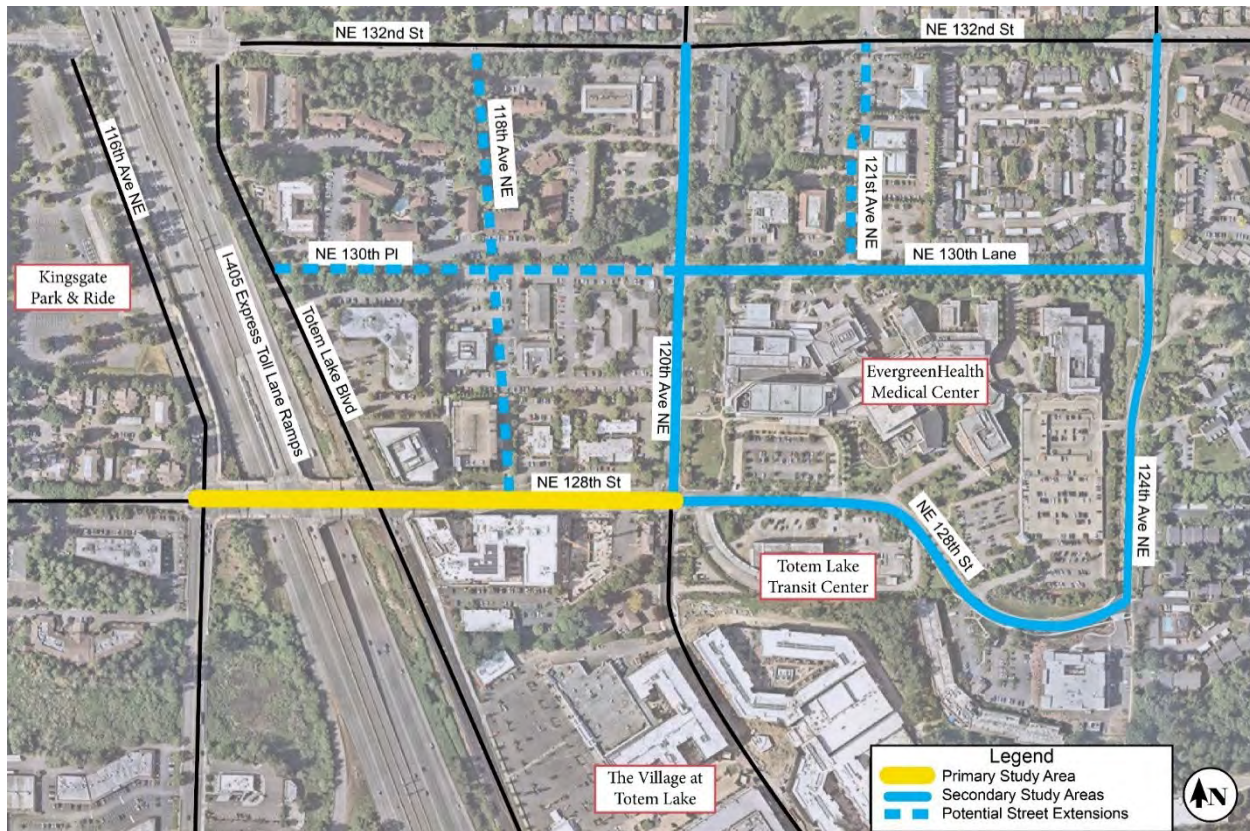 NE 132nd St
NE 132nd St
116th Ave NE
118th Ave NE
121st Ave NE
Kingsgate
Park & Ride
I-405 Express Toll Lane Ramps
Totem Lake Blvd
NE 130th Pl
NE 130th Lane
120th Ave NE
EvergreenHealth
Medical Center
124th Ave NE
NE 128th St
NE 128th St
Totem Lake
Transit Center
The Village at
Totem Lake
Legend
Primary Study Area
Secondary Study Areas
Potential Street Extensions
N